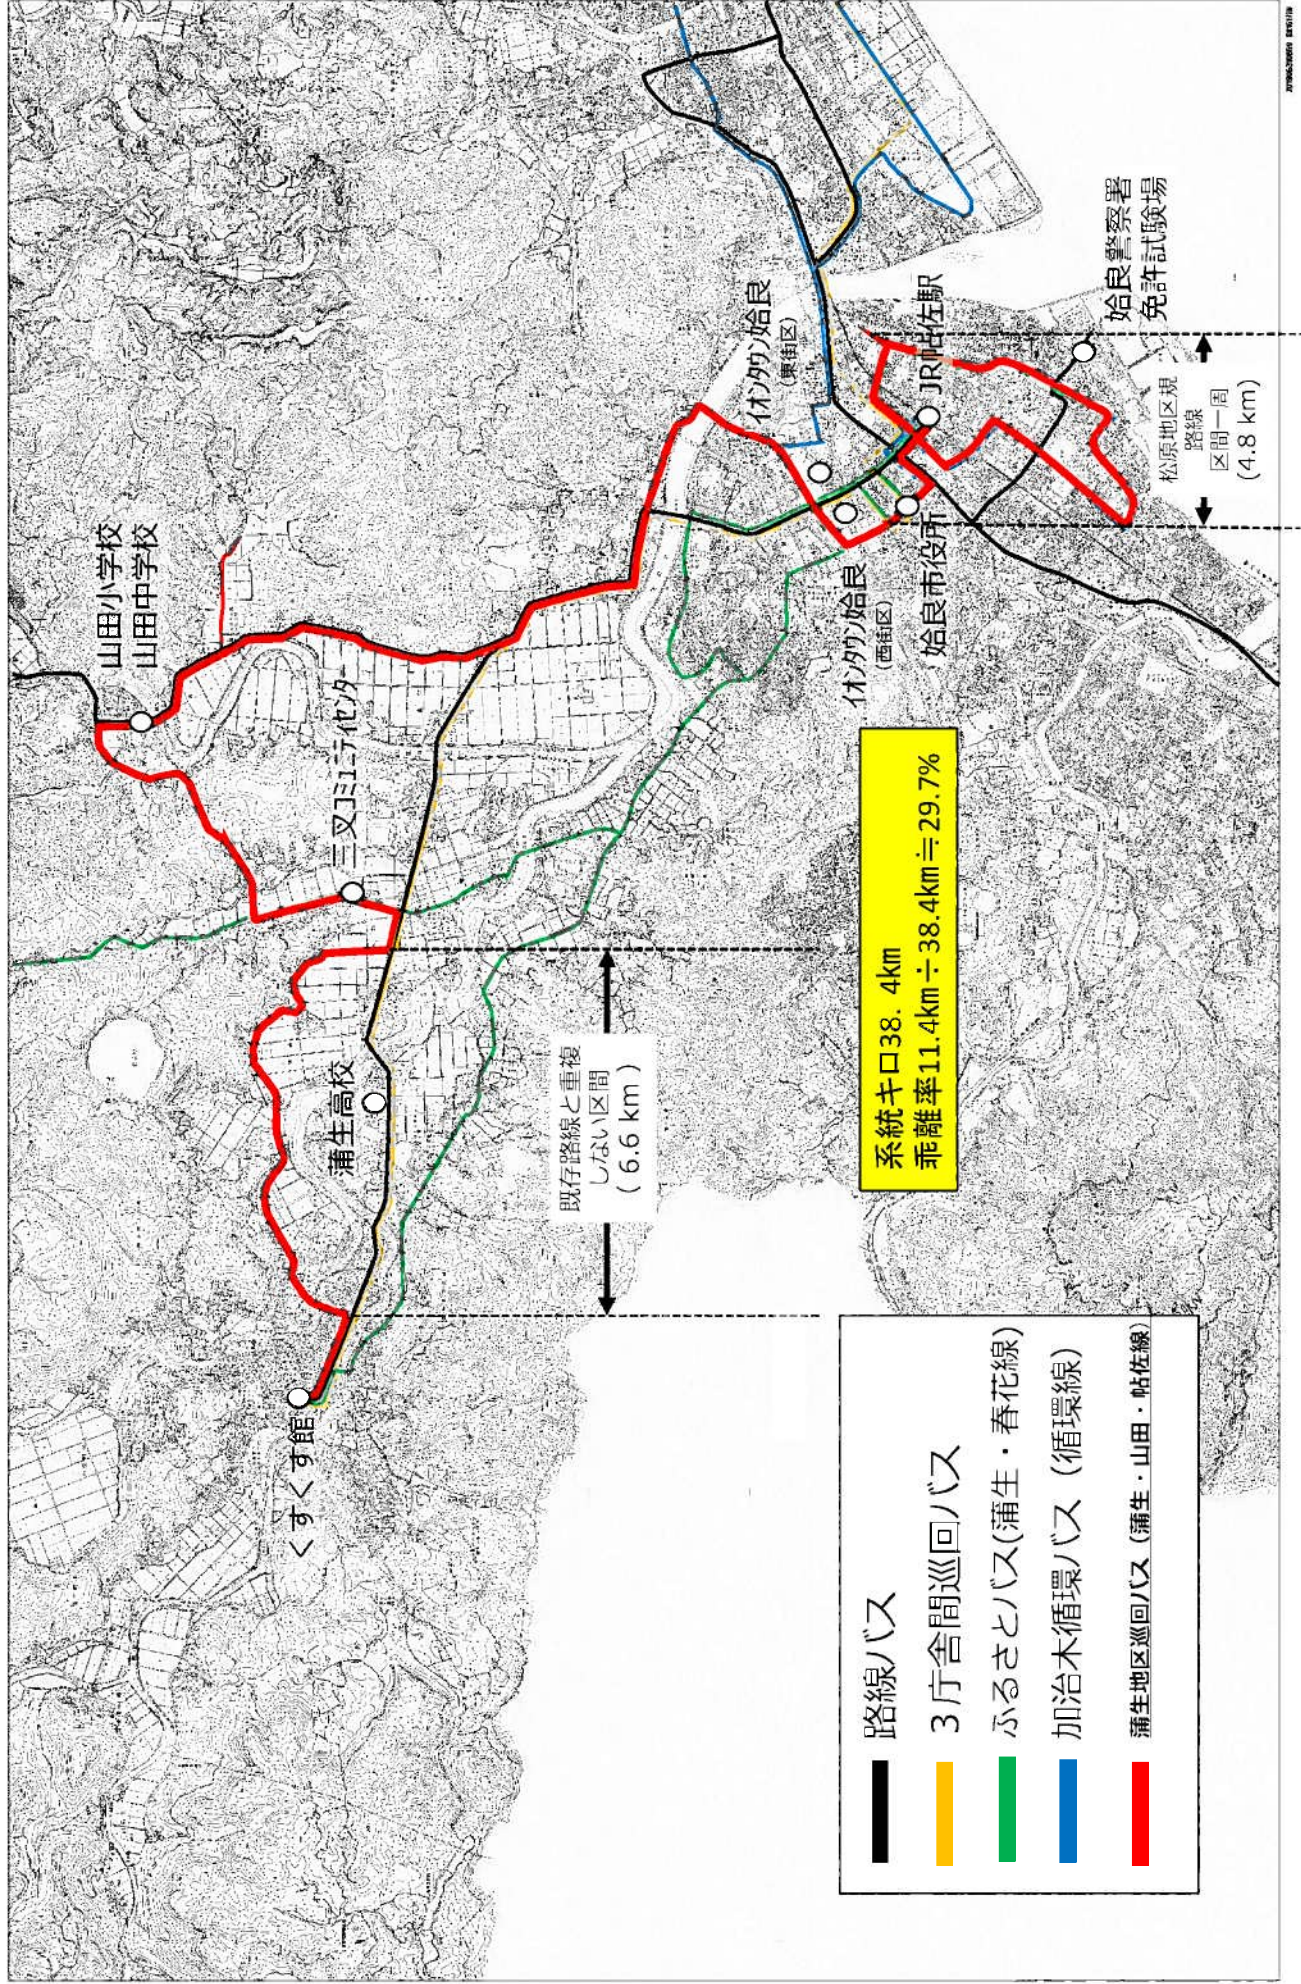 山田小学校
山田中学校
三叉コミュニティセンター
蒲生高校
くすくす館
イオンタウン姶良
(東街区)
JR帖佐駅
姶良警察署
免許試験場
イオンタウン姶良
(西街区)
姶良市役所
松原地区規
路線
区間一周
(4.8 km)
既存路線と重複
しない区間
( 6.6 km )
系統キロ38. 4km
乖離率11.4km÷38.4km≒29.7%
路線バス
３庁舎間巡回バス
ふるさとバス(蒲生・春花線)
加治木循環バス（循環線）
蒲生地区巡回バス（蒲生・山田・帖佐線）